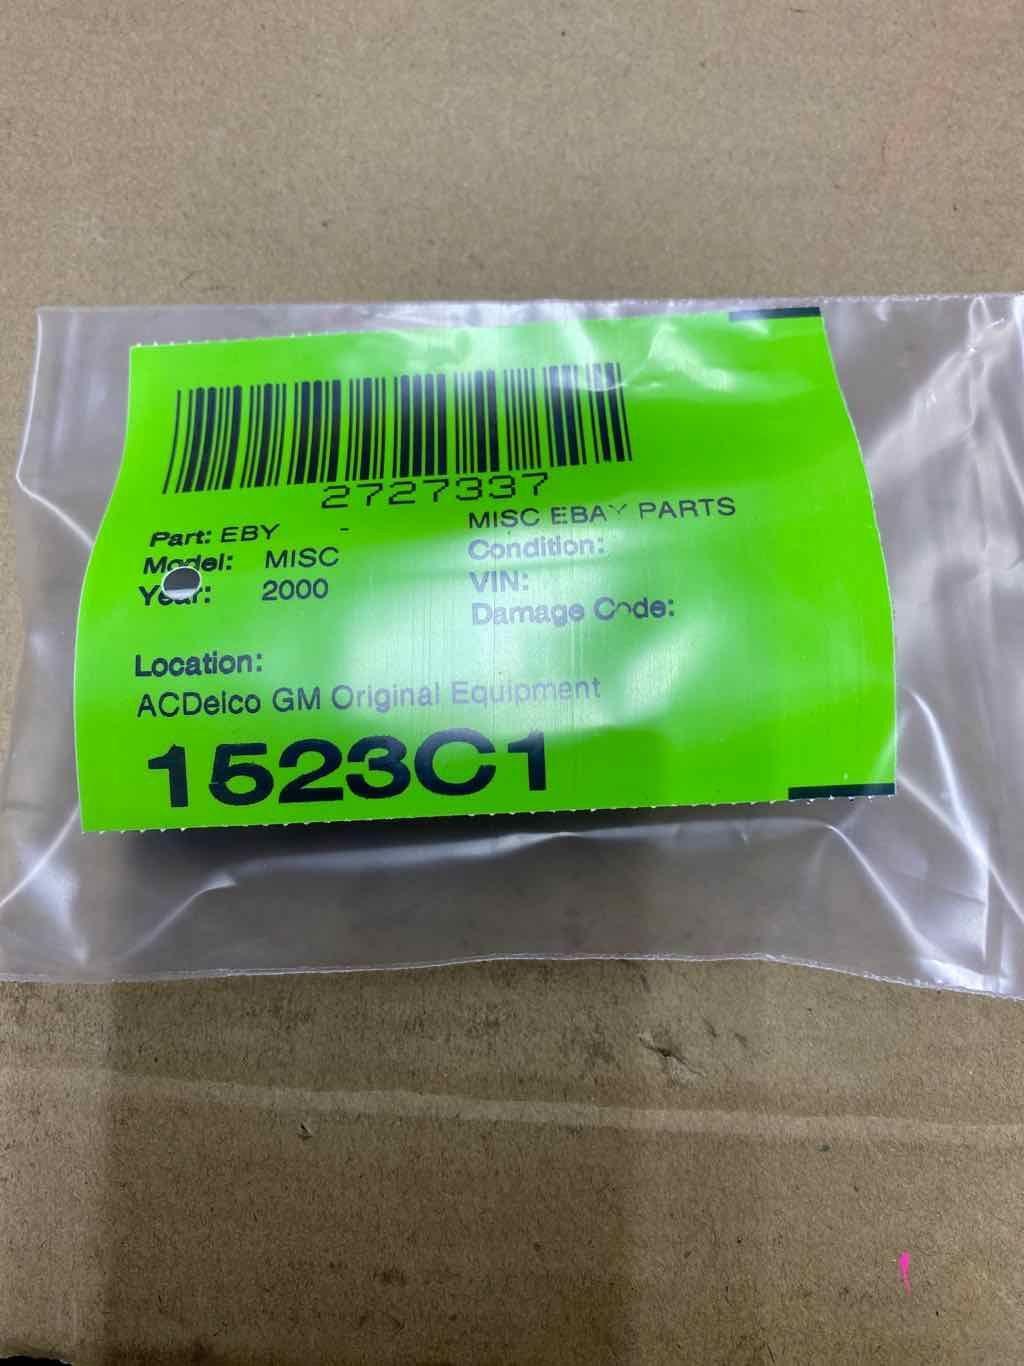 2727337
Part: EBY - MISC EBAY PARTS
Model: MISC Condition:
Year: 2000 VIN:
Damage Code:
Location:
ACDelco GM Original Equipment
1523C1